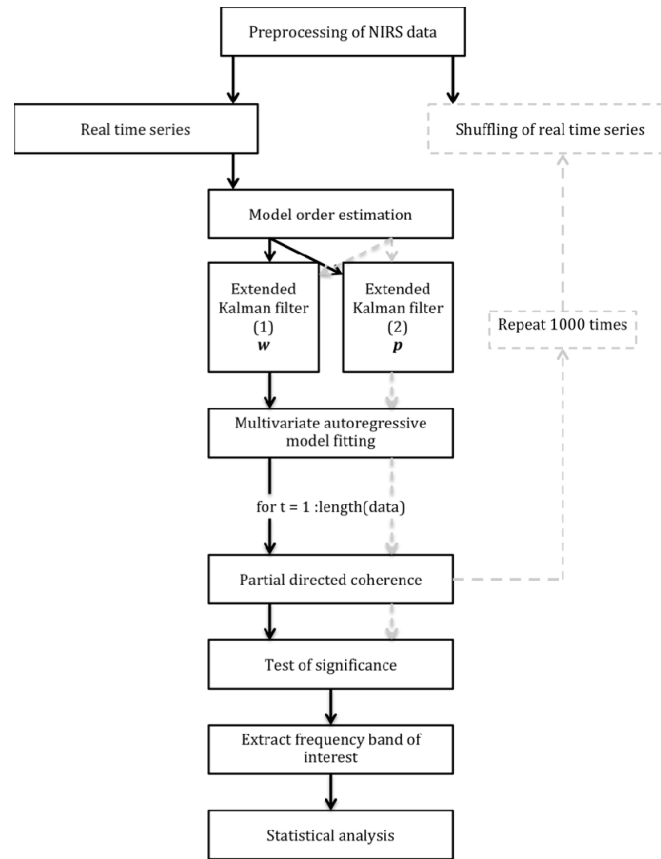 Preprocessing of NIRS data
Real time series
Shuffling of real time series
Model order estimation
Extended
Kalman filter
(1)
w
Extended
Kalman filter
(2)
p
Repeat 1000 times
Multivariate autoregressive
model fitting
for t = 1 :length(data)
Partial directed coherence
Test of significance
Extract frequency band of
interest
Statistical analysis